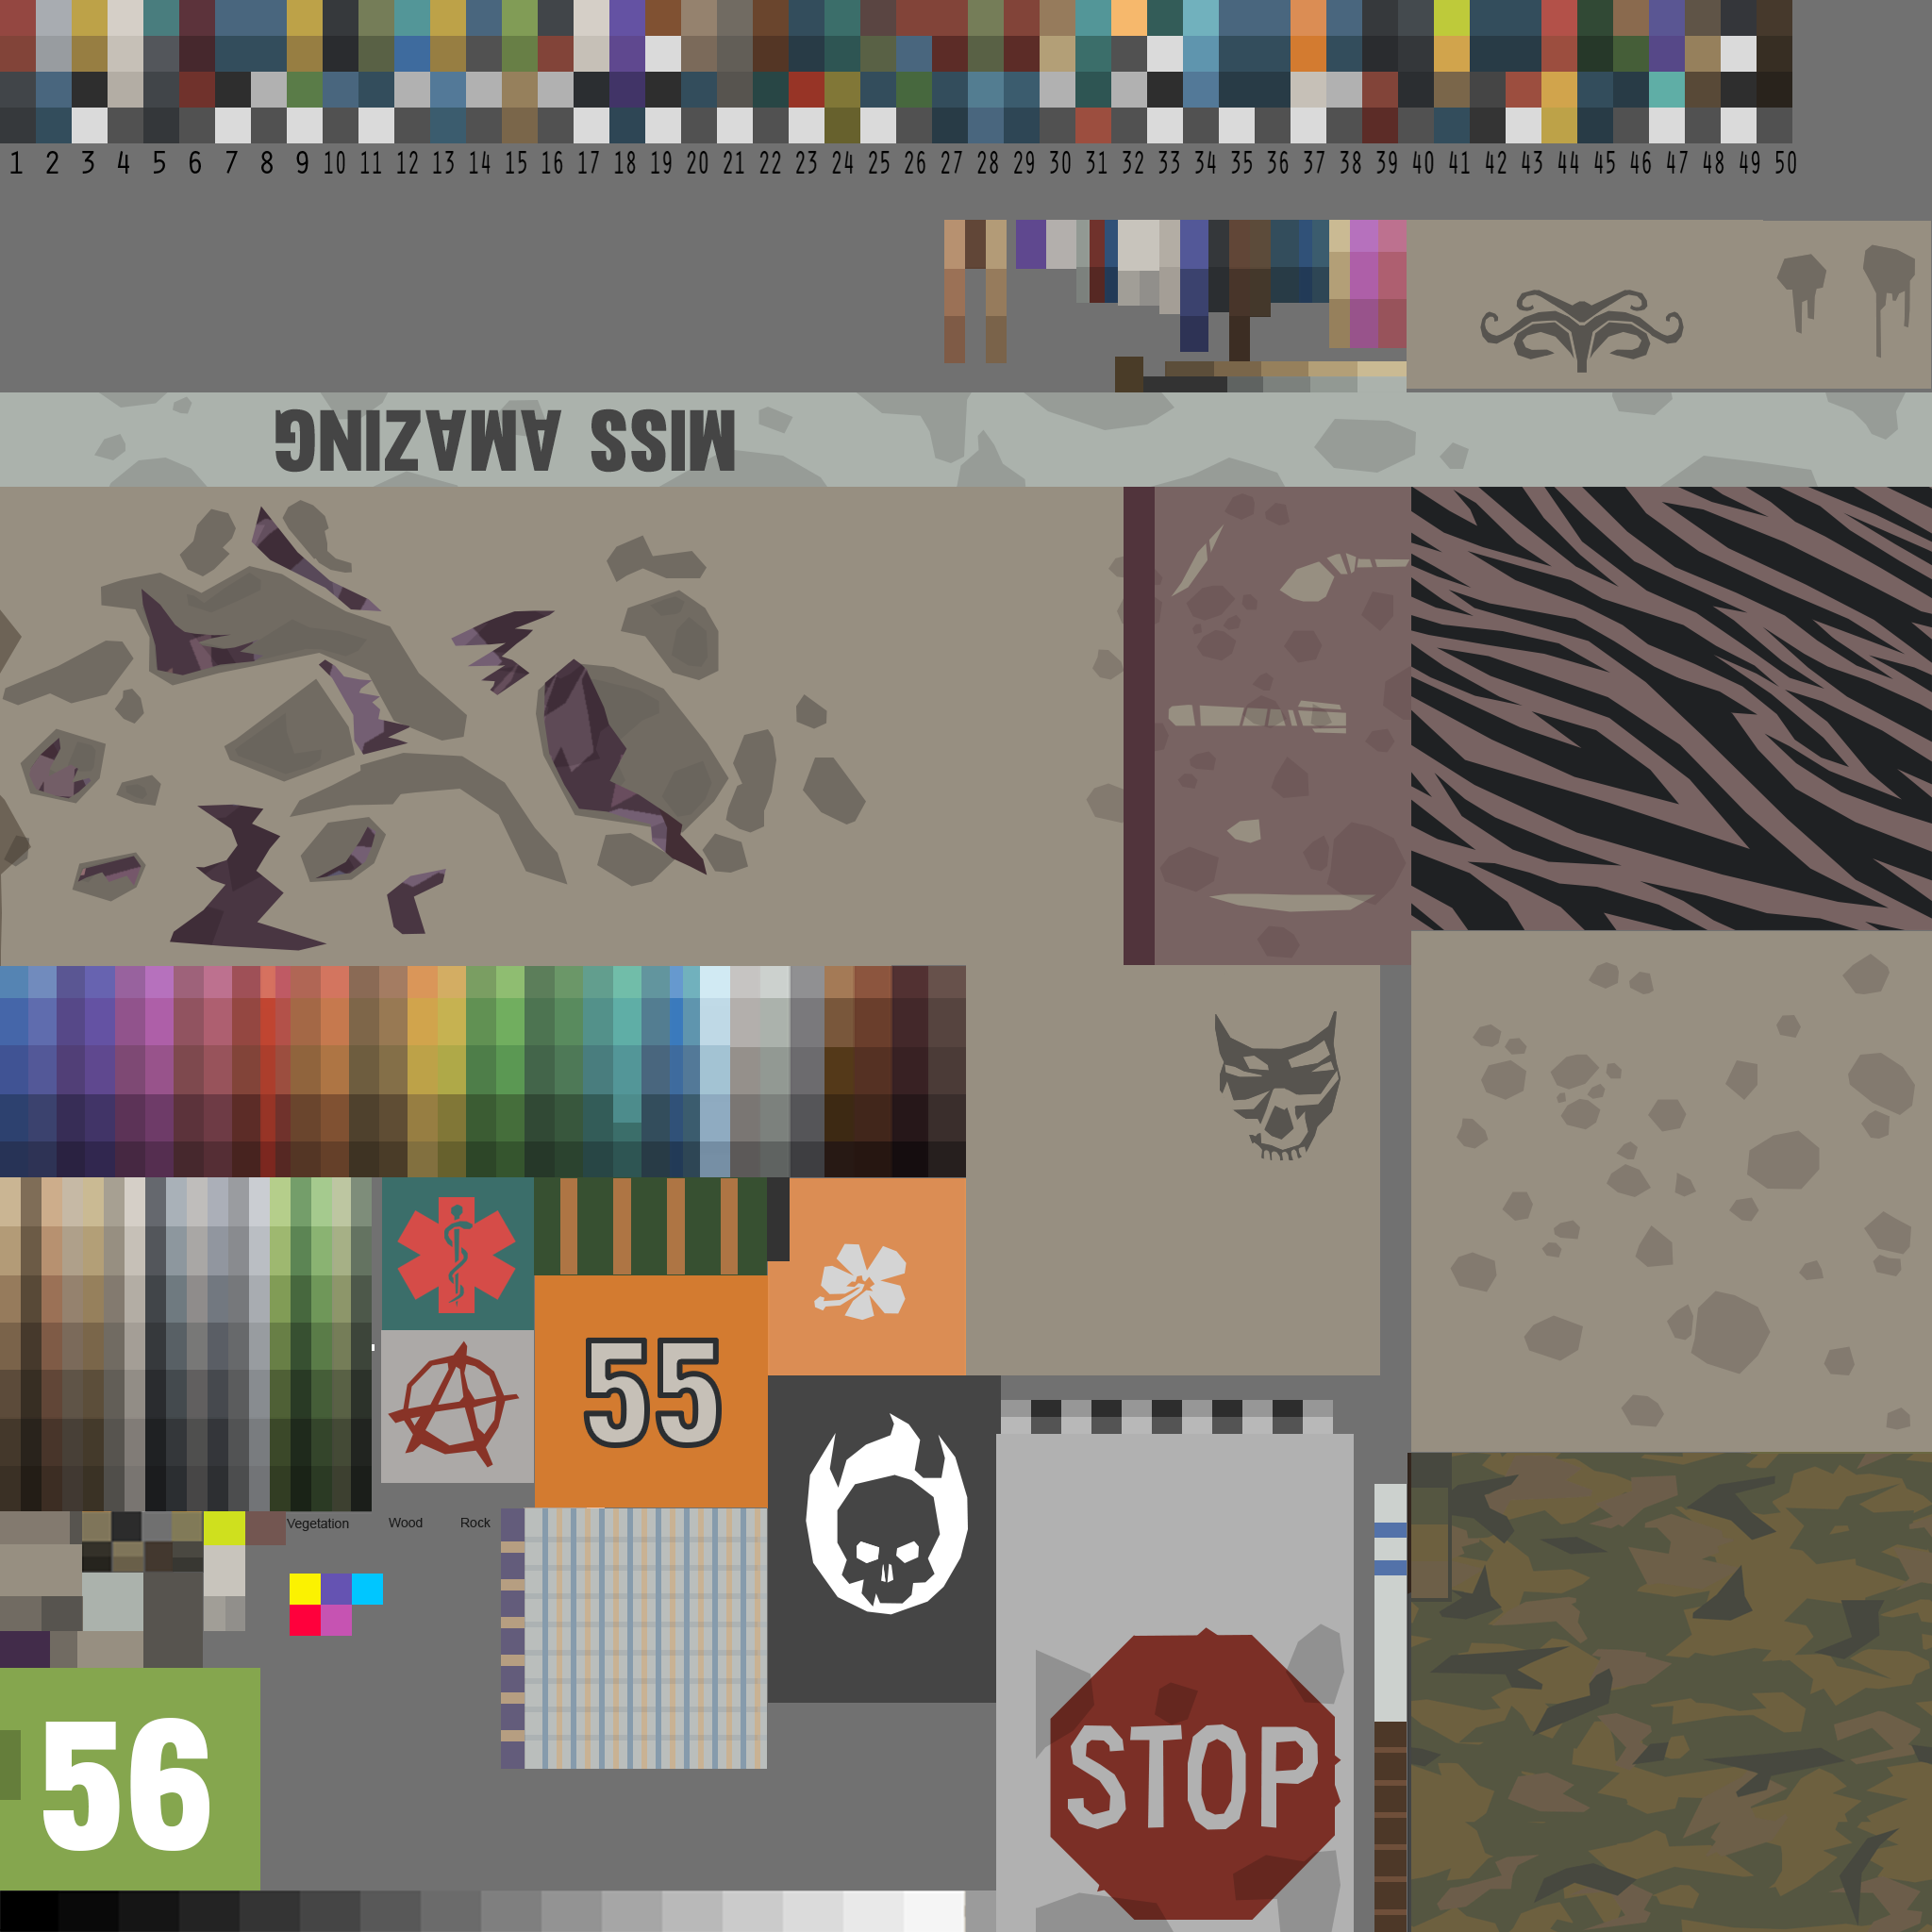 1 2 3 4 5 6 7 8 9 10 11 12 13 14 15 16 17 18 19 20 21 22 23 24 25 26 27 28 29 30 31 32 33 34 35 36 37 38 39 40 41 42 43 44 45 46 47 48 49 50
MISS AMAZING
55
Vegetation Wood Rock
STOP
56